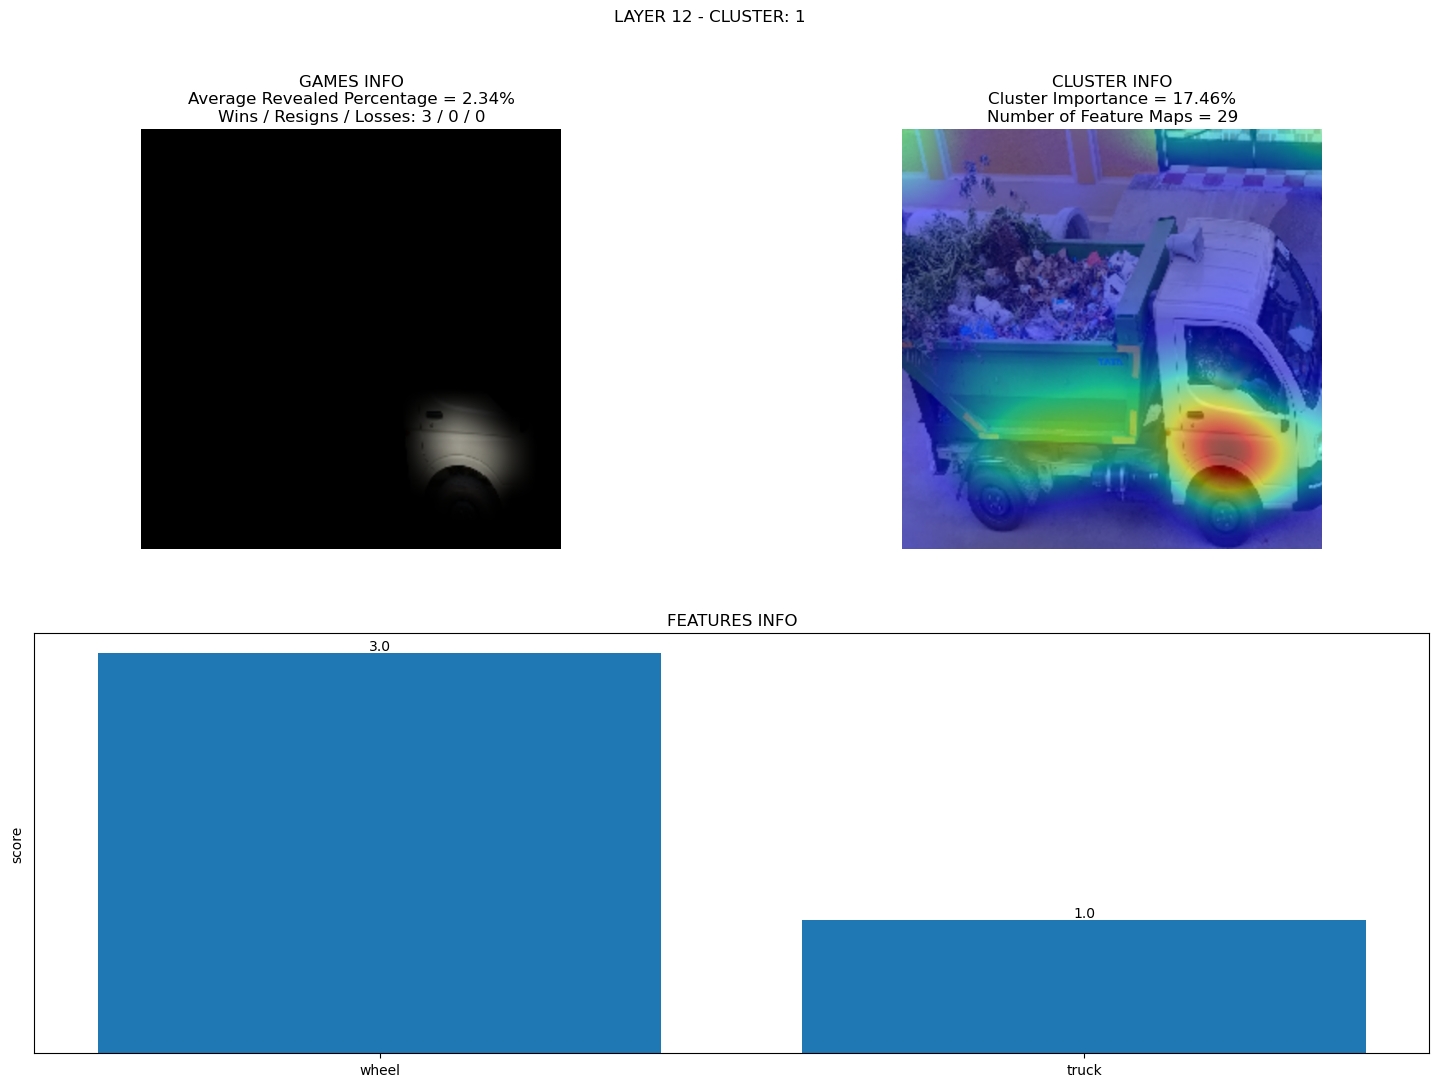 LAYER 12 - CLUSTER: 1
GAMES INFO
Average Revealed Percentage = 2.34%
Wins / Resigns / Losses: 3 / 0 / 0
CLUSTER INFO
Cluster Importance = 17.46%
Number of Feature Maps = 29
FEATURES INFO
score
3.0
1.0
wheel
truck